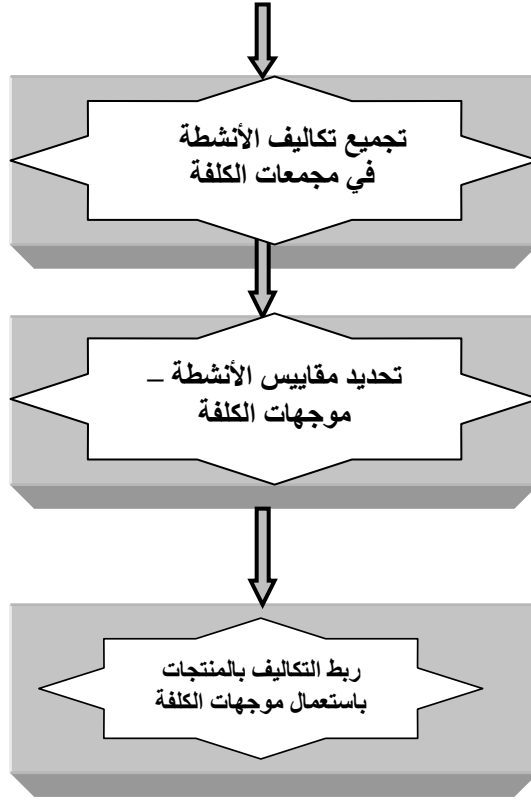 تجميع تكاليف الأنشطة
في مجمعات الكلفة
تحديد مقاييس الأنشطة –
موجهات الكلفة
ربط التكاليف بالمنتجات
باستعمال موجهات الكلفة